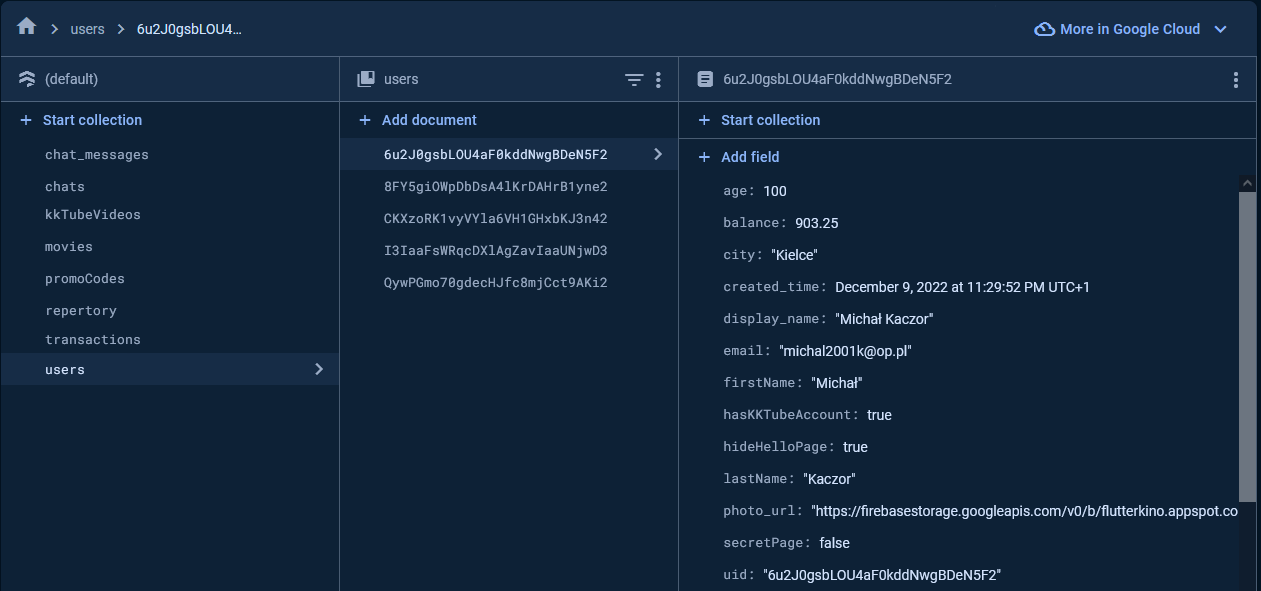 users
6u2J0gsbLOU4…
More in Google Cloud
(default)
users
6u2J0gsbLOU4aF0kddNwgBDeN5F2
+ Start collection
+ Add document
+ Start collection
chat_messages
chats
kkTubeVideos
movies
promoCodes
repertory
transactions
users
6u2J0gsbLOU4aF0kddNwgBDeN5F2
8FY5giOWpDbDsA4lKrDAHrB1yne2
CKXzoRK1vyVYla6VH1GHxbKJ3n42
I3IaaFsWRqcDXlAgZavIaaUNjwD3
QywPGmo70gdecHJfc8mjCct9AKi2
+ Add field
age: 100
balance: 903.25
city: "Kielce"
created_time: December 9, 2022 at 11:29:52 PM UTC+1
display_name: "Michał Kaczor"
email: "michal2001k@op.pl"
firstName: "Michał"
hasKKTubeAccount: true
hideHelloPage: true
lastName: "Kaczor"
photo_url: "https://firebasestorage.googleapis.com/v0/b/flutterkino.appspot.co
secretPage: false
uid: "6u2J0gsbLOU4aF0kddNwgBDeN5F2"